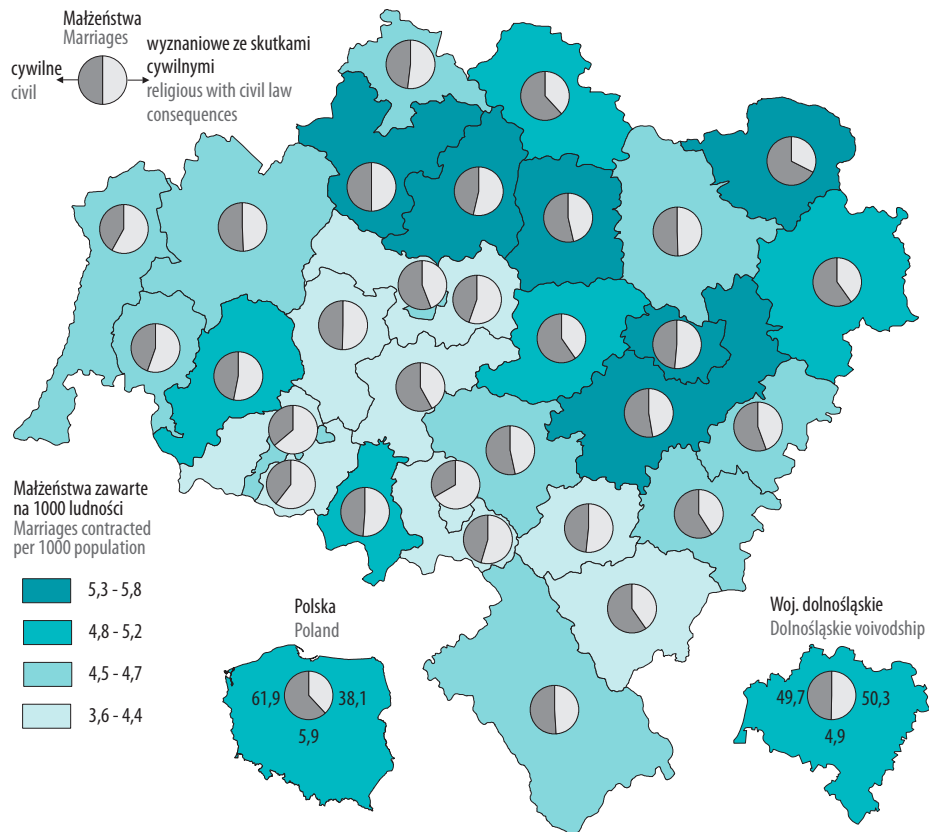 Małżeństwa
Marriages
cywilne
civil
wyznaniowe ze skutkami
cywilnymi
religious with civil law
consequences
Małżeństwa zawarte
na 1000 ludności
Marriages contracted
per 1000 population
5,3 - 5,8
4,8 - 5,2
4,5 - 4,7
3,6 - 4,4
Polska
Poland
61,9 38,1
5,9
Woj. dolnośląskie
Dolnośląskie voivodship
49,7 50,3
4,9